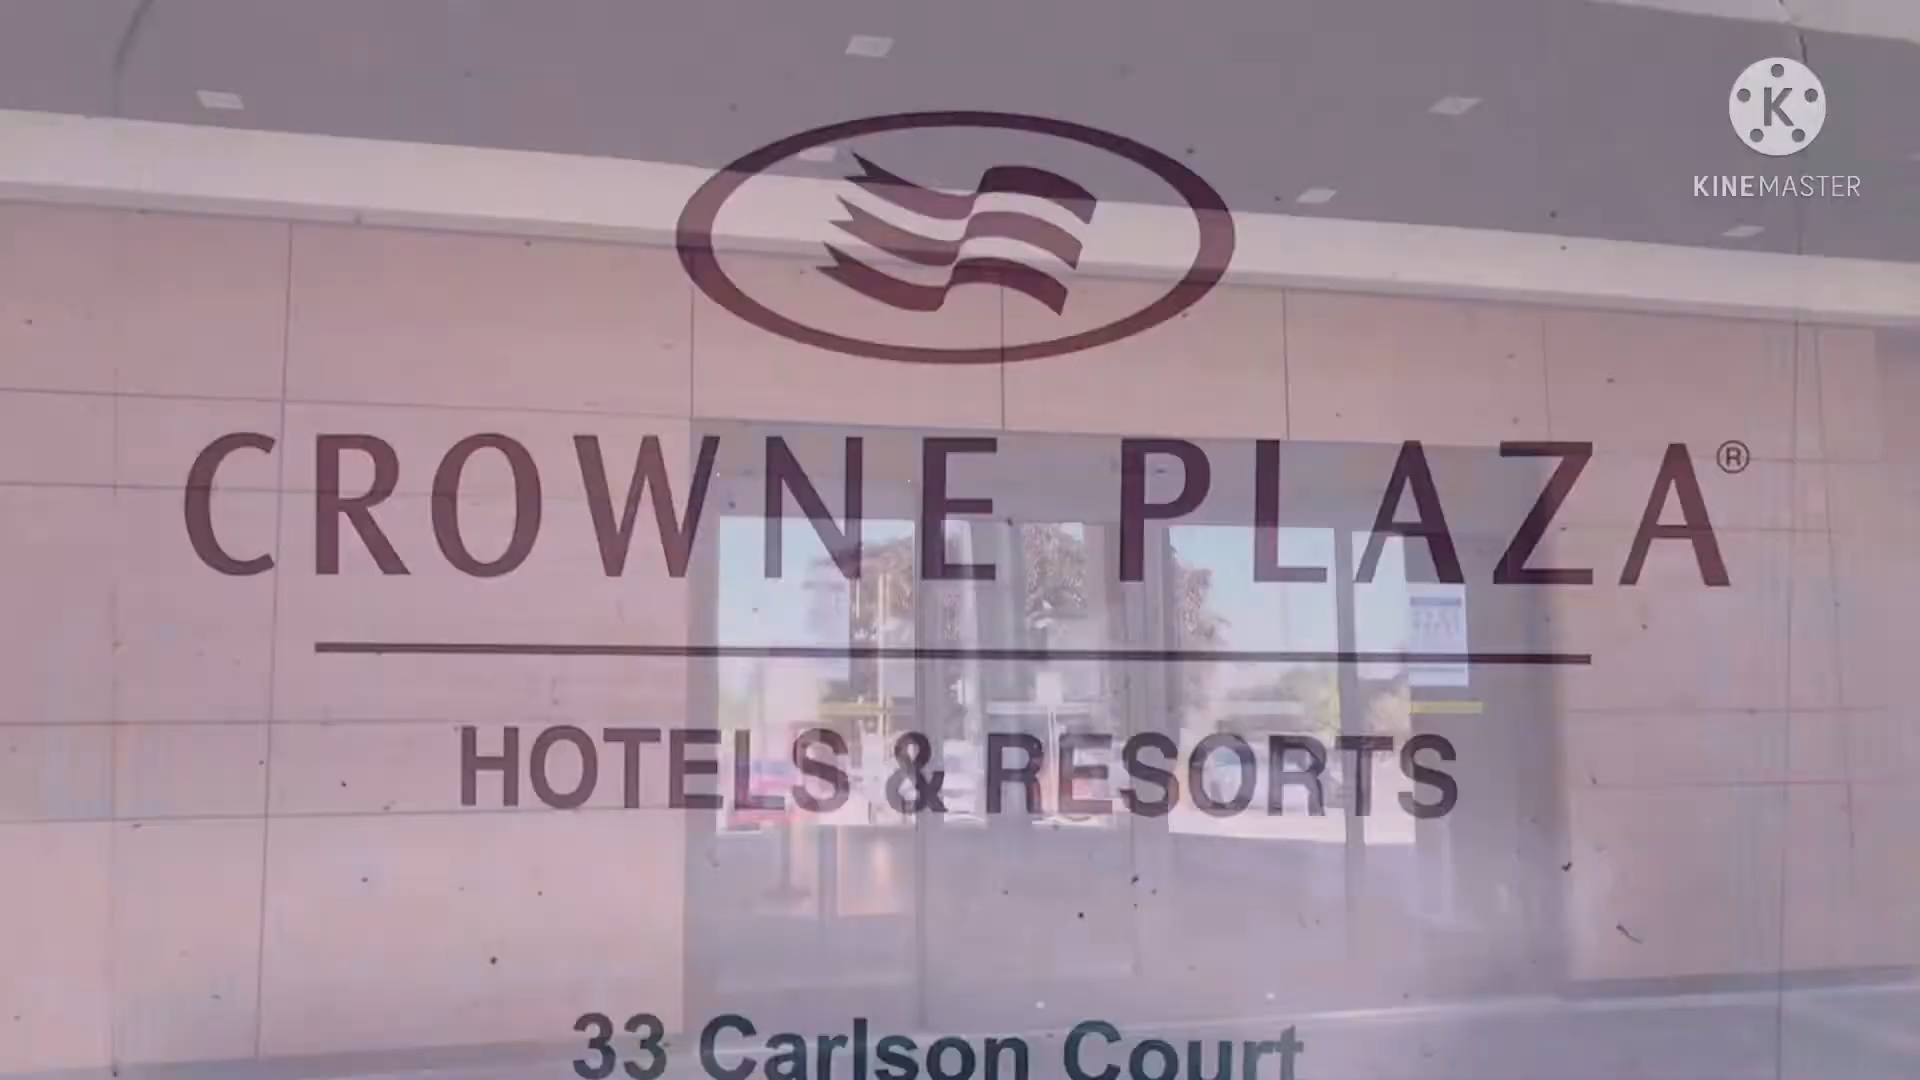 K
KINEMASTER
CROWNE PLAZA®
HOTELS & RESORTS
33 Carlson Court